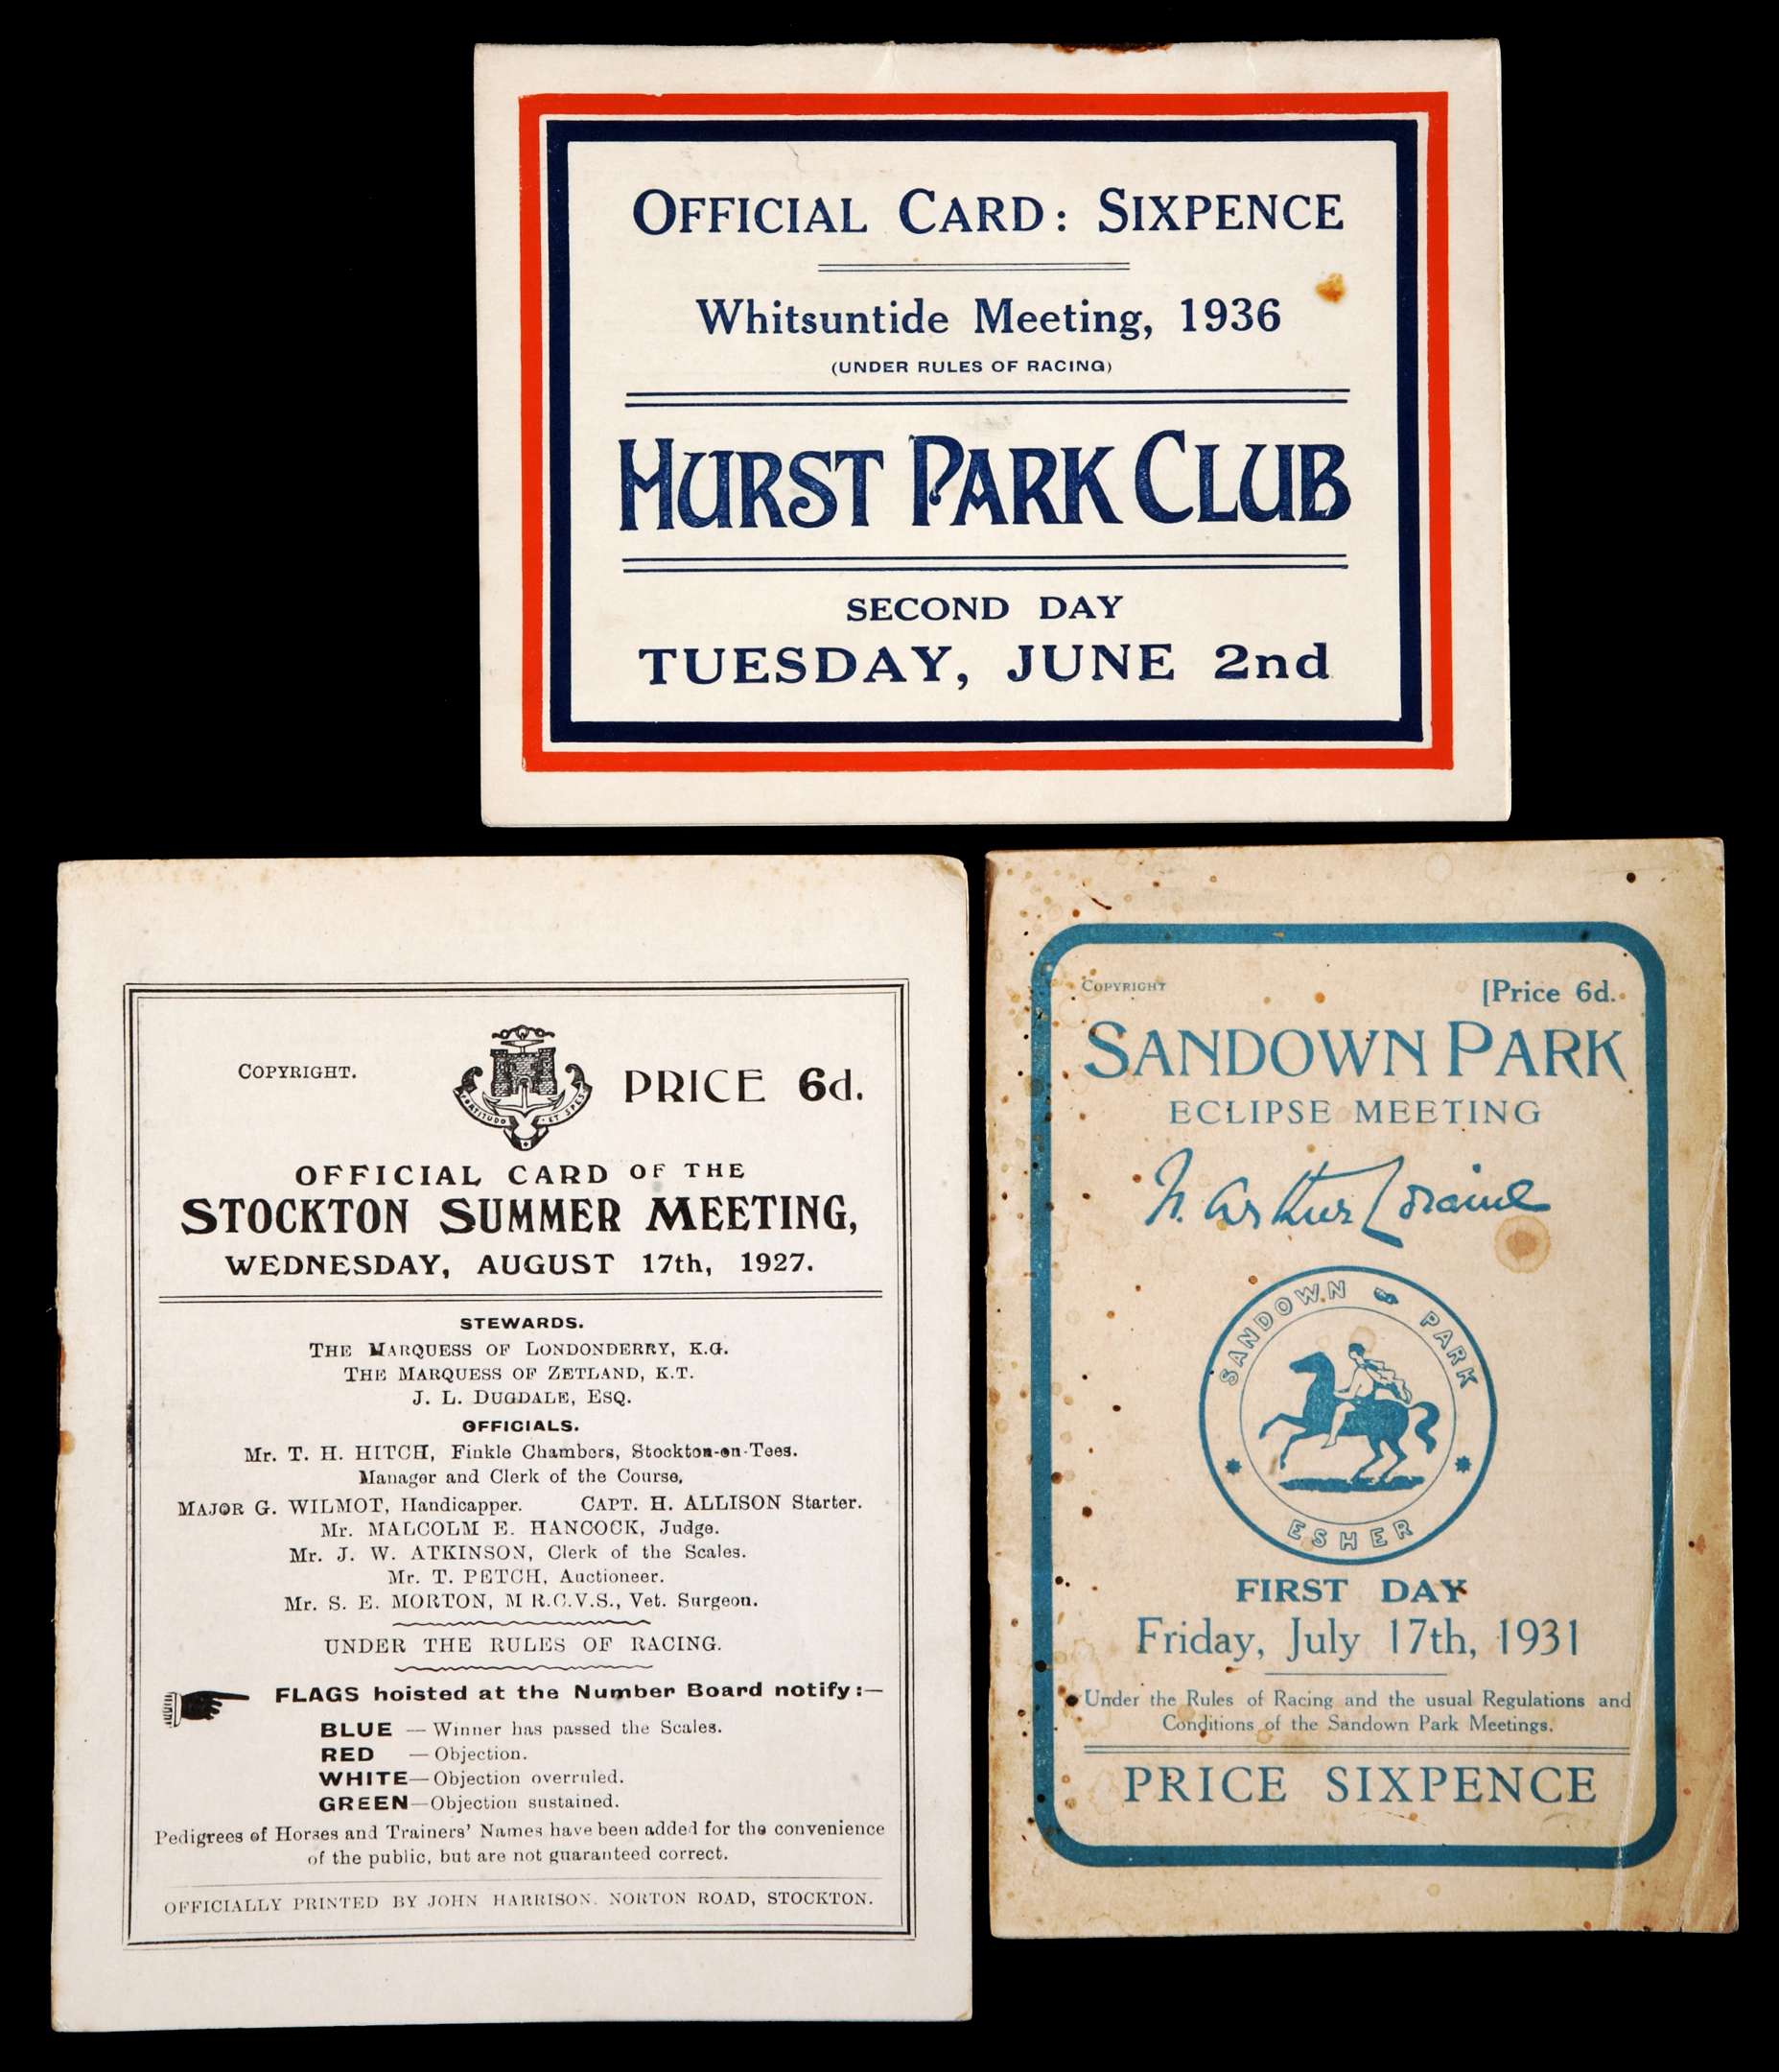 OFFICIAL CARD: SIXPENCE
Whitsuntide Meeting, 1936
(UNDER RULES OF RACING)
HURST PARK CLUB
SECOND DAY
TUESDAY, JUNE 2nd
COPYRIGHT.
PRICE 6d.
FORTITUDO ET SPES
OFFICIAL CARD OF THE
STOCKTON SUMMER MEETING,
WEDNESDAY, AUGUST 17th, 1927.
STEWARDS.
THE MARQUESS OF LONDONDERRY, K.G.
THE MARQUESS OF ZETLAND, K.T.
J. L. DUGDALE, ESQ.
OFFICIALS.
Mr. T. H. HITCH, Finkle Chambers, Stockton-on-Tees.
Manager and Clerk of the Course,
MAJOR G. WILMOT, Handicapper. CAPT. H. ALLISON Starter.
Mr. MALCOLM E. HANCOCK, Judge.
Mr. J. W. ATKINSON, Clerk of the Scales.
Mr. T. PETCH, Auctioneer.
Mr. S. E. MORTON, M R.C.V.S., Vet. Surgeon.
UNDER THE RULES OF RACING.
FLAGS hoisted at the Number Board notify:—
BLUE — Winner has passed the Scales.
RED — Objection.
WHITE — Objection overruled.
GREEN — Objection sustained.
Pedigrees of Horses and Trainers' Names have been added for the convenience
of the public, but are not guaranteed correct.
OFFICIALLY PRINTED BY JOHN HARRISON. NORTON ROAD, STOCKTON.
COPYRIGHT
[Price 6d.
SANDOWN PARK
ECLIPSE MEETING
Arthur Loraine
SANDOWN PARK
ESHER
FIRST DAY
Friday, July 17th, 1931
Under the Rules of Racing and the usual Regulations and
Conditions of the Sandown Park Meetings.
PRICE SIXPENCE